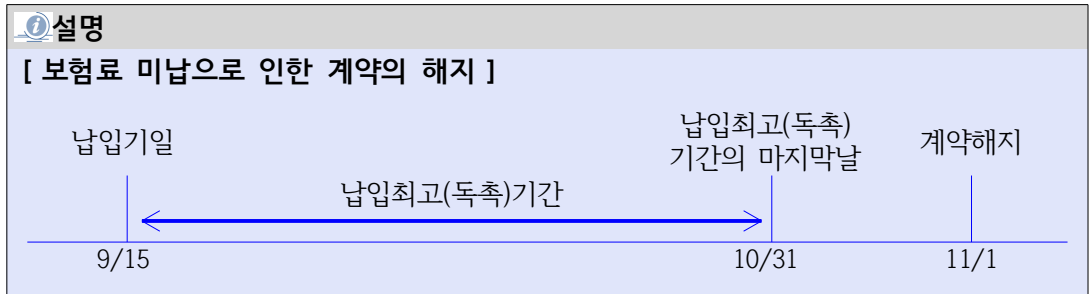 설명
[ 보험료 미납으로 인한 계약의 해지 ]
납입기일
납입최고(독촉)
기간의 마지막날
계약해지
납입최고(독촉)기간
9/15
10/31
11/1